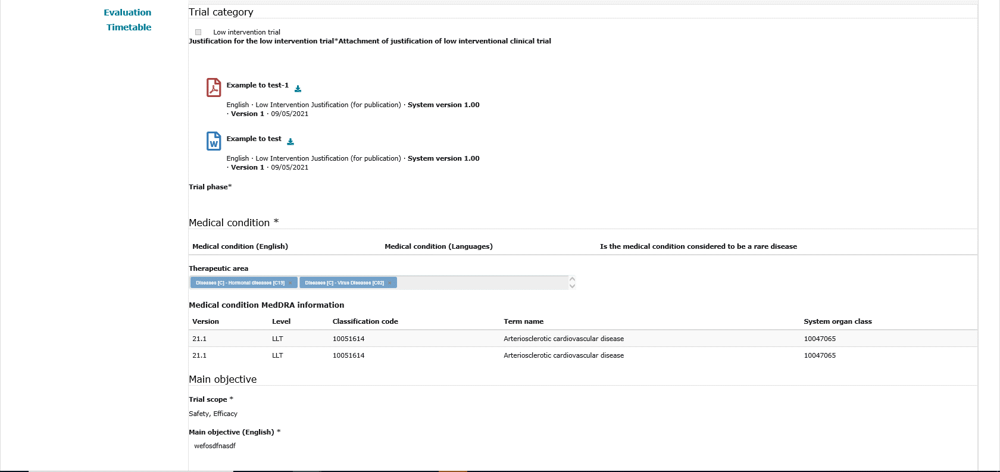 Evaluation
Timetable
Trial category
Low intervention trial
Justification for the low intervention trial*Attachment of justification of low interventional clinical trial
Example to test-1
English · Low Intervention Justification (for publication) · System version 1.00
· Version 1 · 09/05/2021
W
Example to test
English · Low Intervention Justification (for publication) · System version 1.00
· Version 1 · 09/05/2021
Trial phase*
Medical condition *
Medical condition (English) Medical condition (Languages) Is the medical condition considered to be a rare disease
Therapeutic area
Diseases [C] - Hormonal diseases [C19] × Diseases [C] - Virus Diseases [C02] ×
Medical condition MedDRA information
Version Level Classification code Term name System organ class
21.1 LLT 10051614 Arteriosclerotic cardiovascular disease 10047065
21.1 LLT 10051614 Arteriosclerotic cardiovascular disease 10047065
Main objective
Trial scope *
Safety, Efficacy
Main objective (English) *
wefosdfnasdf